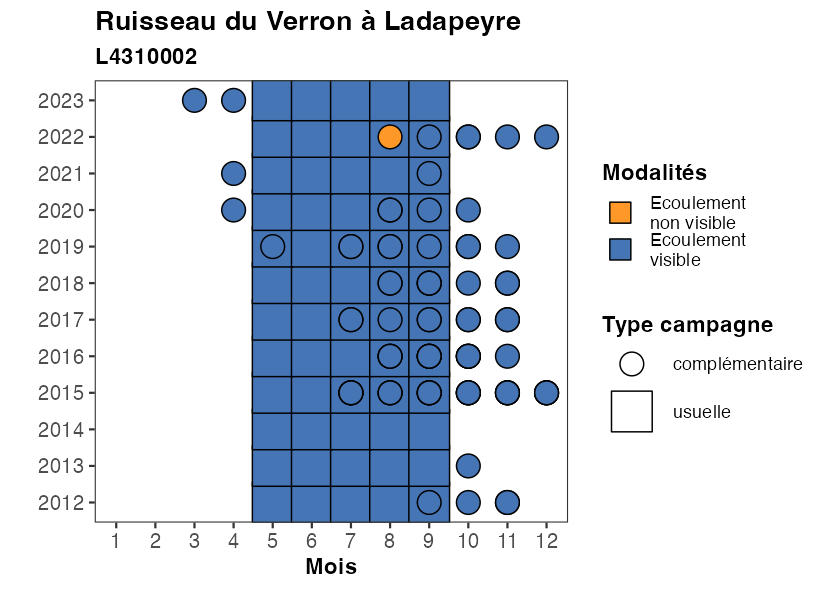 Ruisseau du Verron à Ladapeyre
L4310002
2023
2022
2021
2020
2019
2018
2017
2016
2015
2014
2013
2012
1 2 3 4 5 6 7 8 9 10 11 12
Mois
Modalités
Ecoulement
non visible
Ecoulement
visible
Type campagne
complémentaire
usuelle